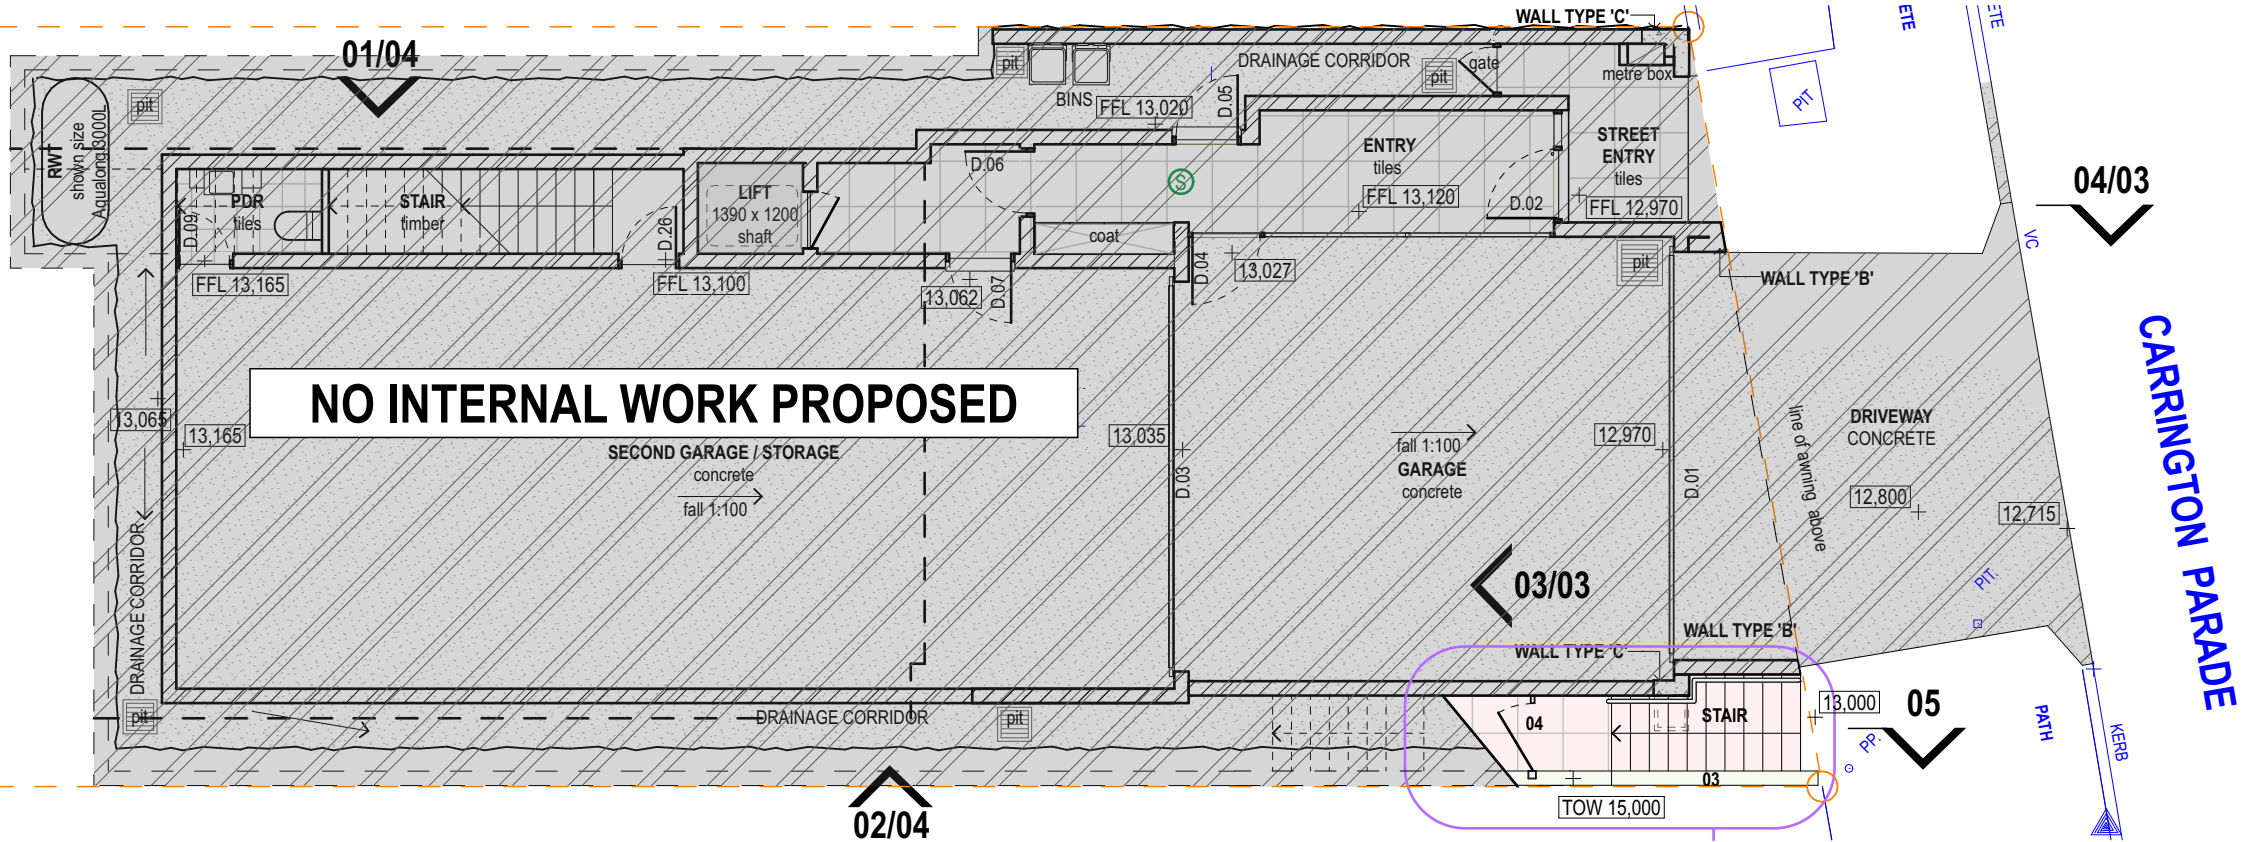 WALL TYPE 'C'
ETE
ETE
01/04
pit
DRAINAGE CORRIDOR
gate
pit
metre box
BINS
FFL 13,020
D.05
PIT
RWT
shown size
Aqualong 3000L
pit
STREET
ENTRY
tiles
ENTRY
tiles
FFL 13,120
D.02
FFL 12,970
04/03
D.06
S
LIFT
1390 x 1200
shaft
PDR
tiles
STAIR
timber
D.09
D.26
coat
D.04
13,027
pit
VC
WALL TYPE 'B'
FFL 13,165
FFL 13,100
13,062
D.07
CARRINGTON PARADE
NO INTERNAL WORK PROPOSED
13,065
13,165
SECOND GARAGE / STORAGE
concrete
fall 1:100
13,035
D.03
fall 1:100
GARAGE
concrete
12,970
D.01
line of awning above
DRIVEWAY
CONCRETE
12,800
12,715
DRAINAGE CORRIDOR
03/03
PIT.
WALL TYPE 'B'
WALL TYPE 'C'
pit
DRAINAGE CORRIDOR
pit
04
STAIR
13,000
05
PP.
PATH
KERB
03
TOW 15,000
02/04